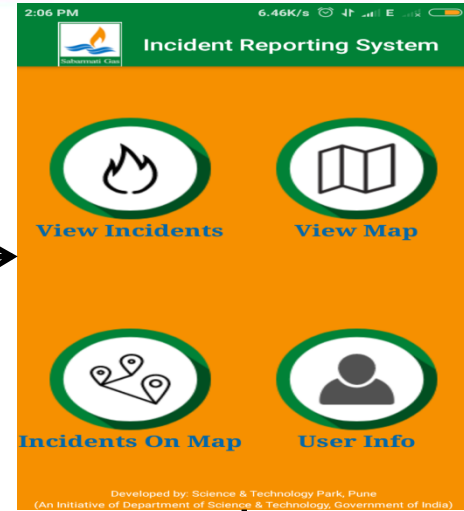 2:06 PM 6.46K/s E
Incident Reporting System
Sabarmati Gas
View Incidents View Map
Incidents On Map User Info
Developed by: Science & Technology Park, Pune
(An Initiative of Department of Science & Technology, Government of India)